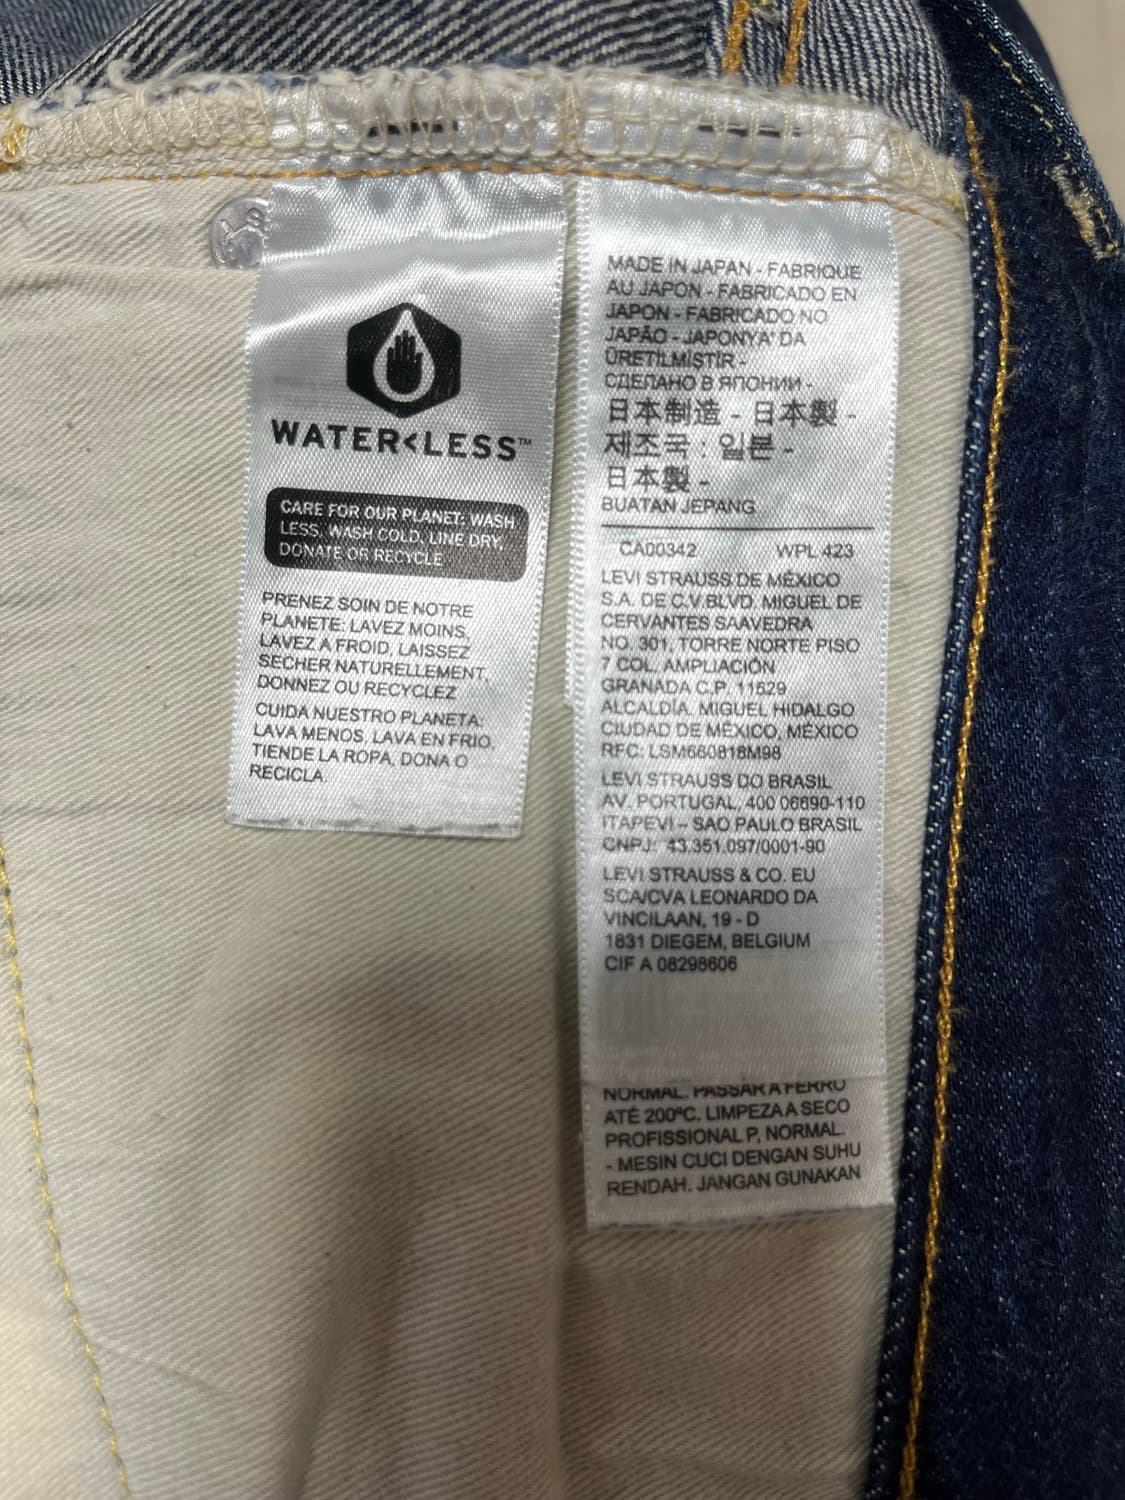 WATER<LESS™
CARE FOR OUR PLANET: WASH
LESS, WASH COLD, LINE DRY,
DONATE OR RECYCLE
PRENEZ SOIN DE NOTRE
PLANETE: LAVEZ MOINS,
LAVEZ A FROID, LAISSEZ
SECHER NATURELLEMENT,
DONNEZ OU RECYCLEZ
CUIDA NUESTRO PLANETA:
LAVA MENOS, LAVA EN FRIO,
TIENDE LA ROPA, DONA O
RECICLA
MADE IN JAPAN - FABRIQUE
AU JAPON - FABRICADO EN
JAPON - FABRICADO NO
JAPÃO - JAPONYA' DA
ÜRETİLMİŞTİR -
СДЕЛАНО В ЯПОНИИ -
日本制造 - 日本製 -
제조국 : 일본 -
日本製 -
BUATAN JEPANG
CA00342 WPL 423
LEVI STRAUSS DE MÉXICO
S.A. DE C.V.BLVD. MIGUEL DE
CERVANTES SAAVEDRA
NO. 301, TORRE NORTE PISO
7 COL. AMPLIACIÓN
GRANADA C.P. 11529
ALCALDÍA. MIGUEL HIDALGO
CIUDAD DE MÉXICO, MÉXICO
RFC: LSM660818M98
LEVI STRAUSS DO BRASIL
AV. PORTUGAL, 400 06690-110
ITAPEVI – SAO PAULO BRASIL
CNPJ: 43.351.097/0001-90
LEVI STRAUSS & CO. EU
SCA/CVA LEONARDO DA
VINCILAAN, 19 - D
1831 DIEGEM, BELGIUM
CIF A 08298606
NORMAL. PASSAR A FERRO
ATÉ 200ºC. LIMPEZA A SECO
PROFISSIONAL P, NORMAL.
- MESIN CUCI DENGAN SUHU
RENDAH. JANGAN GUNAKAN